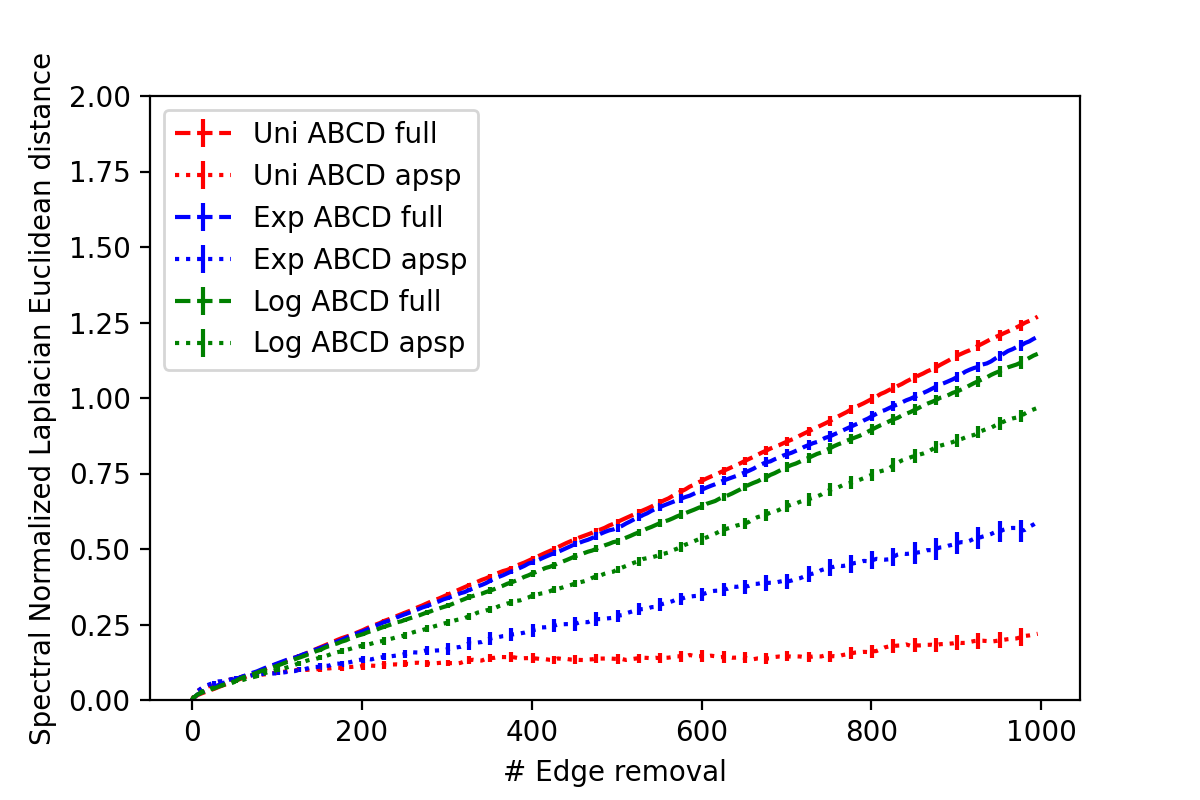 Spectral Normalized Laplacian Euclidean distance
2.00
1.75
1.50
1.25
1.00
0.75
0.50
0.25
0.00
Uni ABCD full
Uni ABCD apsp
Exp ABCD full
Exp ABCD apsp
Log ABCD full
Log ABCD apsp
0 200 400 600 800 1000
# Edge removal